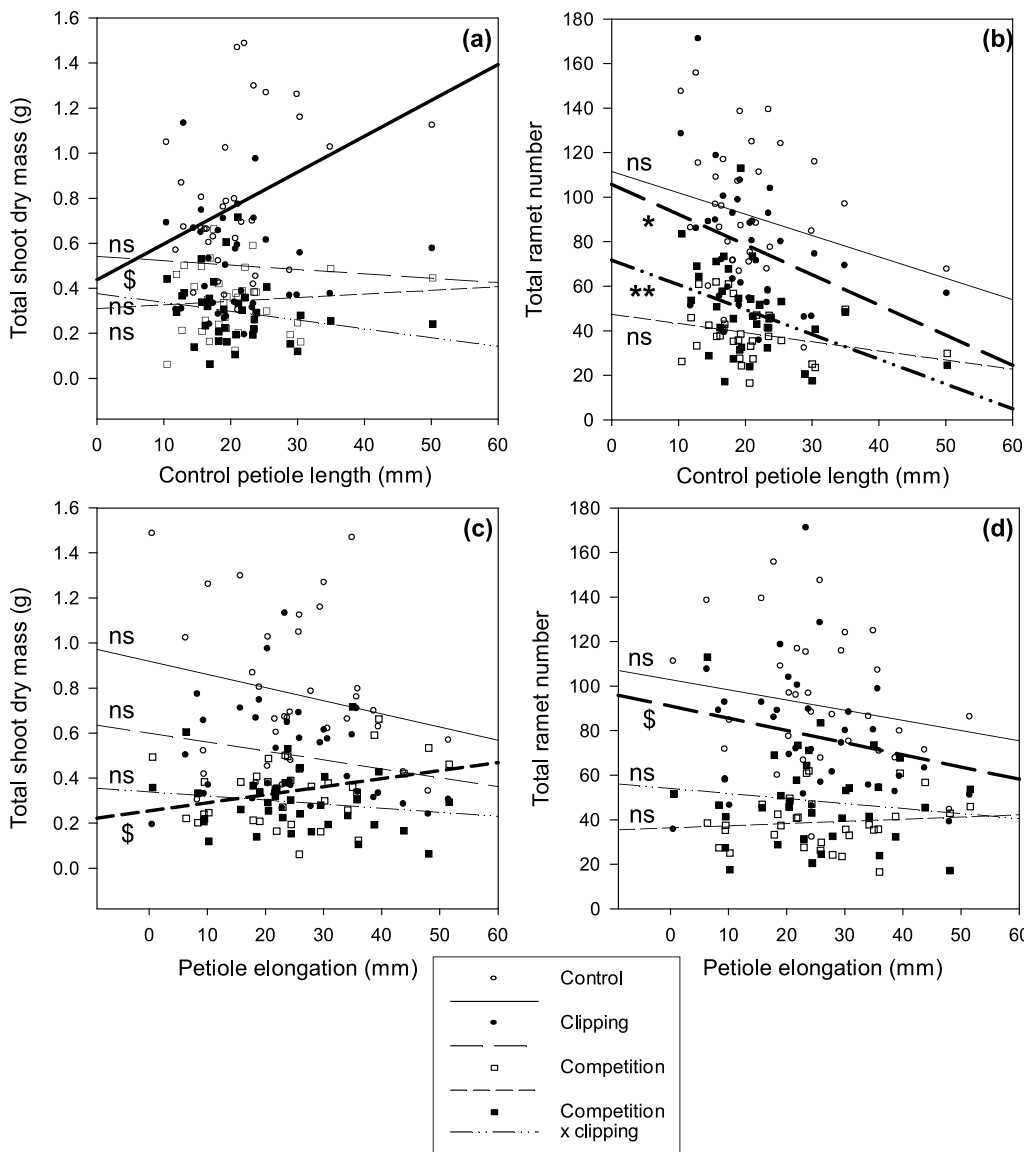 (a)
Total shoot dry mass (g)
1.6
1.4
1.2
1.0
0.8
0.6
0.4
0.2
0.0
ns
$
ns
ns
0 10 20 30 40 50 60
Control petiole length (mm)
(b)
Total ramet number
180
160
140
120
100
80
60
40
20
0
ns
*
**
ns
0 10 20 30 40 50 60
Control petiole length (mm)
(c)
Total shoot dry mass (g)
1.6
1.4
1.2
1.0
0.8
0.6
0.4
0.2
0.0
ns
ns
ns
$
0 10 20 30 40 50 60
Petiole elongation (mm)
(d)
Total ramet number
180
160
140
120
100
80
60
40
20
0
ns
$
ns
ns
0 10 20 30 40 50 60
Petiole elongation (mm)
Control
Clipping
Competition
Competition
x clipping